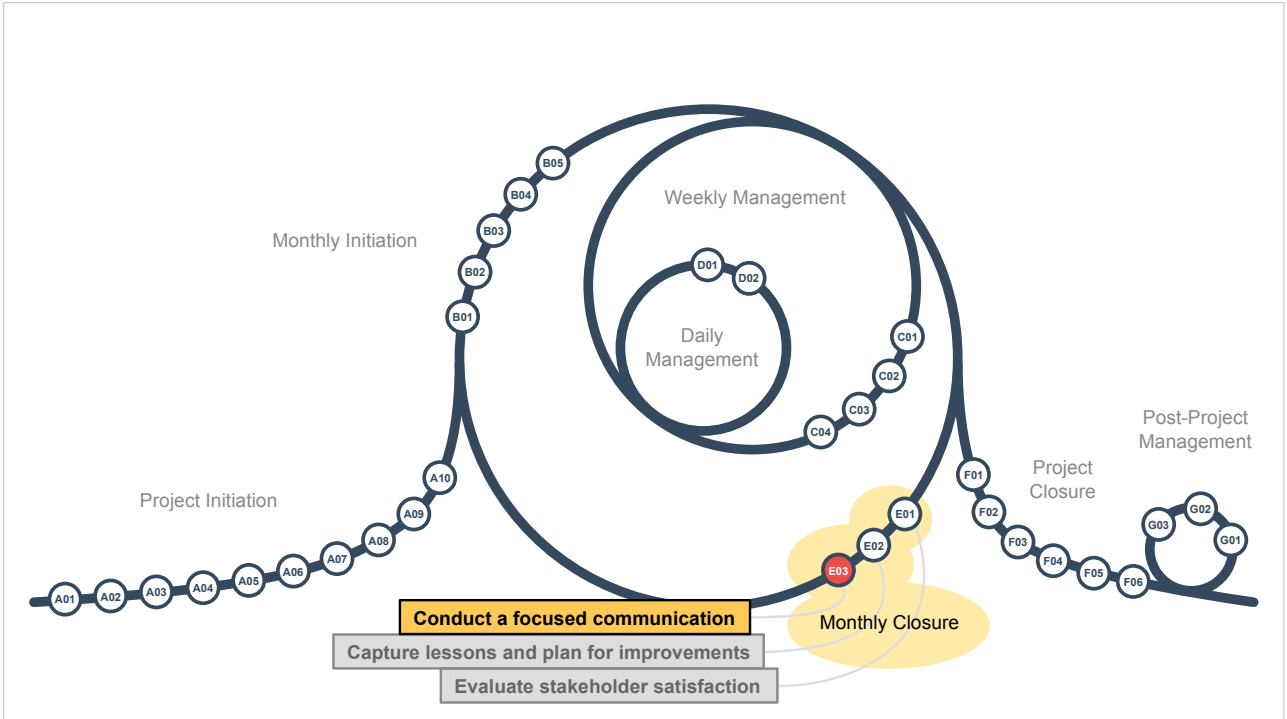 B05
B04
B03
B02
B01
Monthly Initiation
Weekly Management
D01
D02
Daily
Management
C01
C02
C03
C04
Post-Project
Management
Project
Closure
Project Initiation
A01
A02
A03
A04
A05
A06
A07
A08
A09
A10
E01
E02
E03
F01
F02
F03
F04
F05
F06
G03
G02
G01
Monthly Closure
Conduct a focused communication
Capture lessons and plan for improvements
Evaluate stakeholder satisfaction